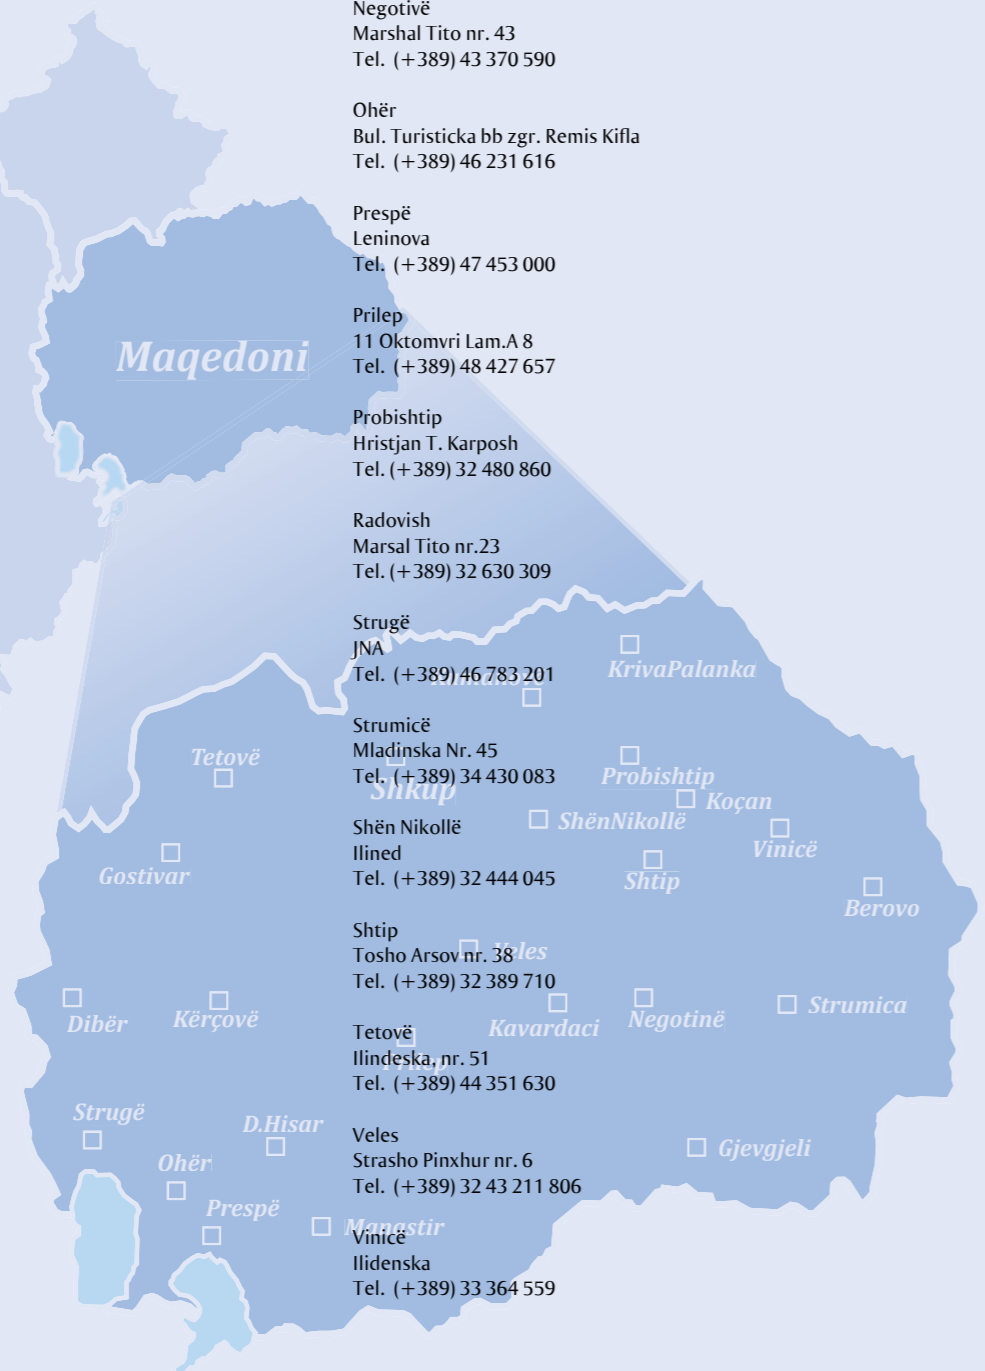 Negotivë
Marshal Tito nr. 43
Tel. (+389) 43 370 590
Ohër
Bul. Turisticka bb zgr. Remis Kifla
Tel. (+389) 46 231 616
Prespë
Leninova
Tel. (+389) 47 453 000
Prilep
11 Oktomvri Lam.A 8
Tel. (+389) 48 427 657
Probishtip
Hristjan T. Karposh
Tel. (+389) 32 480 860
Radovish
Marsal Tito nr.23
Tel. (+389) 32 630 309
Strugë
JNA
Tel. (+389) 46 783 201
Strumicë
Mladinska Nr. 45
Tel. (+389) 34 430 083
Shën Nikollë
Ilined
Tel. (+389) 32 444 045
Shtip
Tosho Arsov nr. 38
Tel. (+389) 32 389 710
Tetovë
Ilindeska, nr. 51
Tel. (+389) 44 351 630
Veles
Strasho Pinxhur nr. 6
Tel. (+389) 32 43 211 806
Vinicë
Ilidenska
Tel. (+389) 33 364 559
Maqedoni
KrivaPalanka
Tetovë
Shkup
Probishtip
Koçan
ShënNikollë
Vinicë
Gostivar
Shtip
Berovo
Veles
Dibër
Kërçovë
Kavardaci
Negotinë
Strumica
Prilep
Strugë
D.Hisar
Ohër
Gjevgjeli
Prespë
Manastir